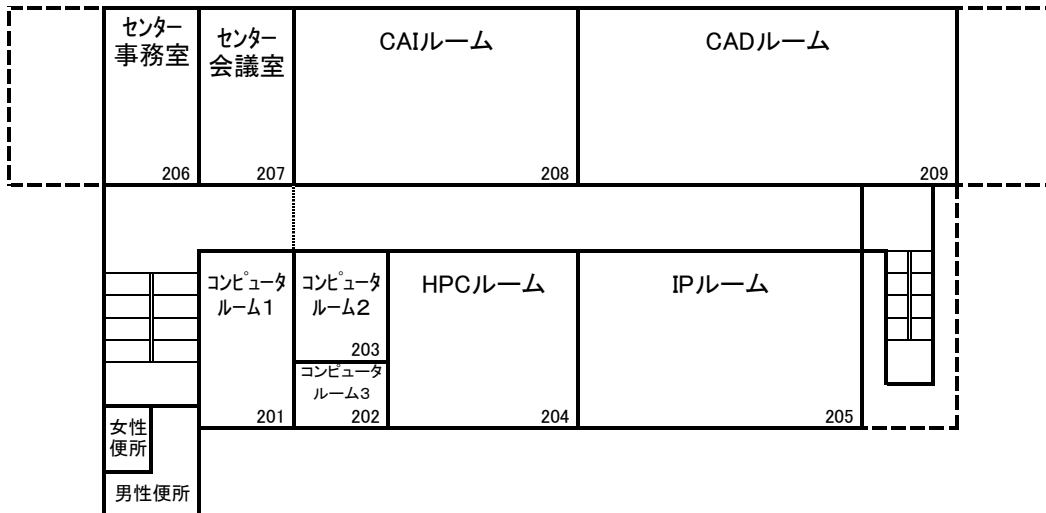 センター
事務室
206
センター
会議室
207
CAIルーム
208
CADルーム
209
コンピュータ
ルーム1
201
コンピュータ
ルーム2
203
コンピュータ
ルーム3
202
HPCルーム
204
IPルーム
205
女性
便所
男性便所